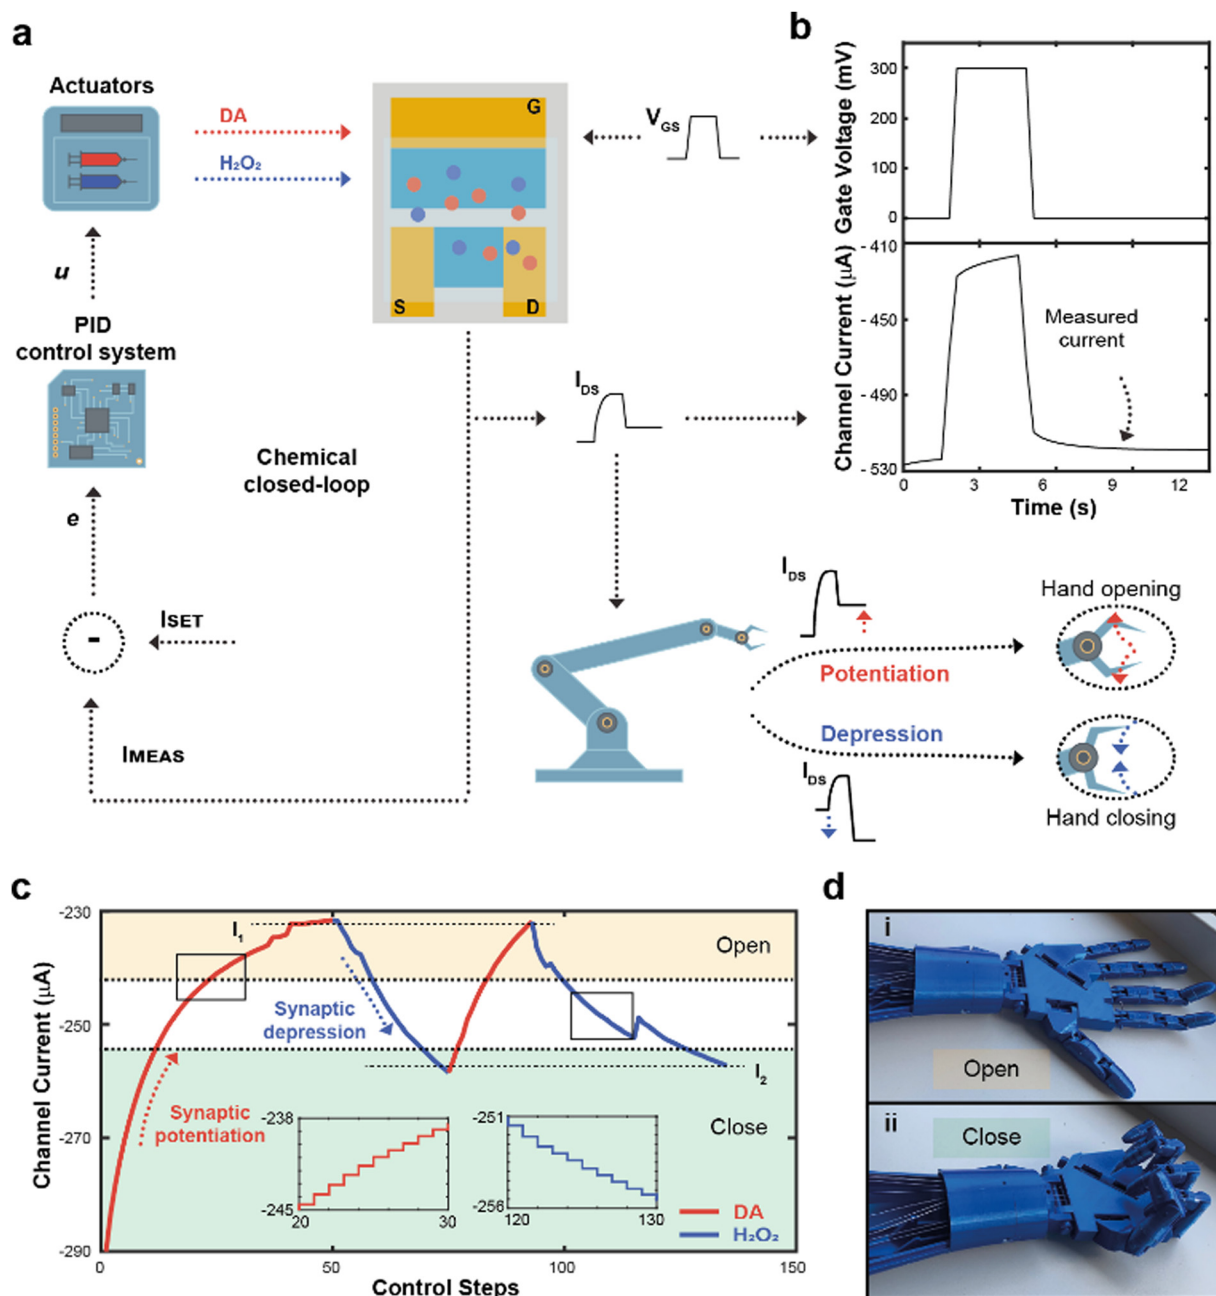 a
Actuators
DA
H₂O₂
G
S
D
V_GS
u
PID
control system
e
Chemical
closed-loop
I_SET
-
I_MEAS
I_DS
I_DS
Potentiation
Hand opening
Depression
I_DS
Hand closing
b
Gate Voltage (mV)
300
200
100
0
Channel Current (μA)
- 410
- 450
- 490
- 530
Measured
current
0 3 6 9 12
Time (s)
c
Channel Current (μA)
-230
-250
-270
-290
I₁
Open
Synaptic
depression
I₂
Synaptic
potentiation
Close
-238
-245
20 30
-251
-256
120 130
DA
H₂O₂
0 50 100 150
Control Steps
d
i
Open
ii
Close